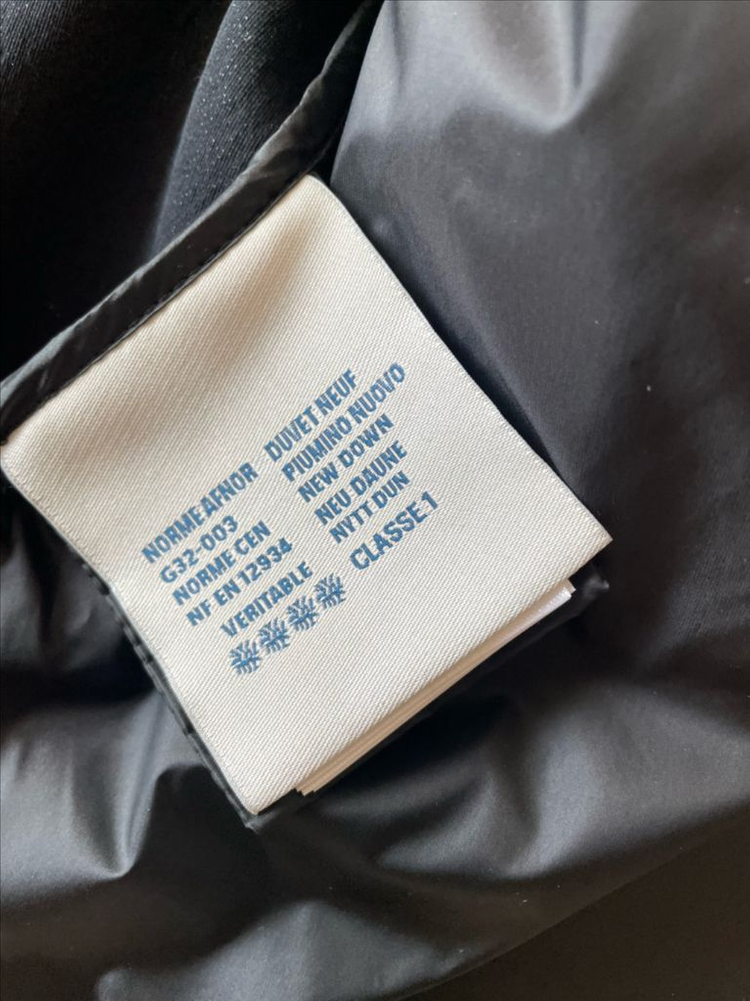 NORME AFNOR
G32-003
NORME CEN
NF EN 12934
VERITABLE
DUVET NEUF
PIUMINO NUOVO
NEW DOWN
NEU DAUNE
NYTT DUN
CLASSE 1